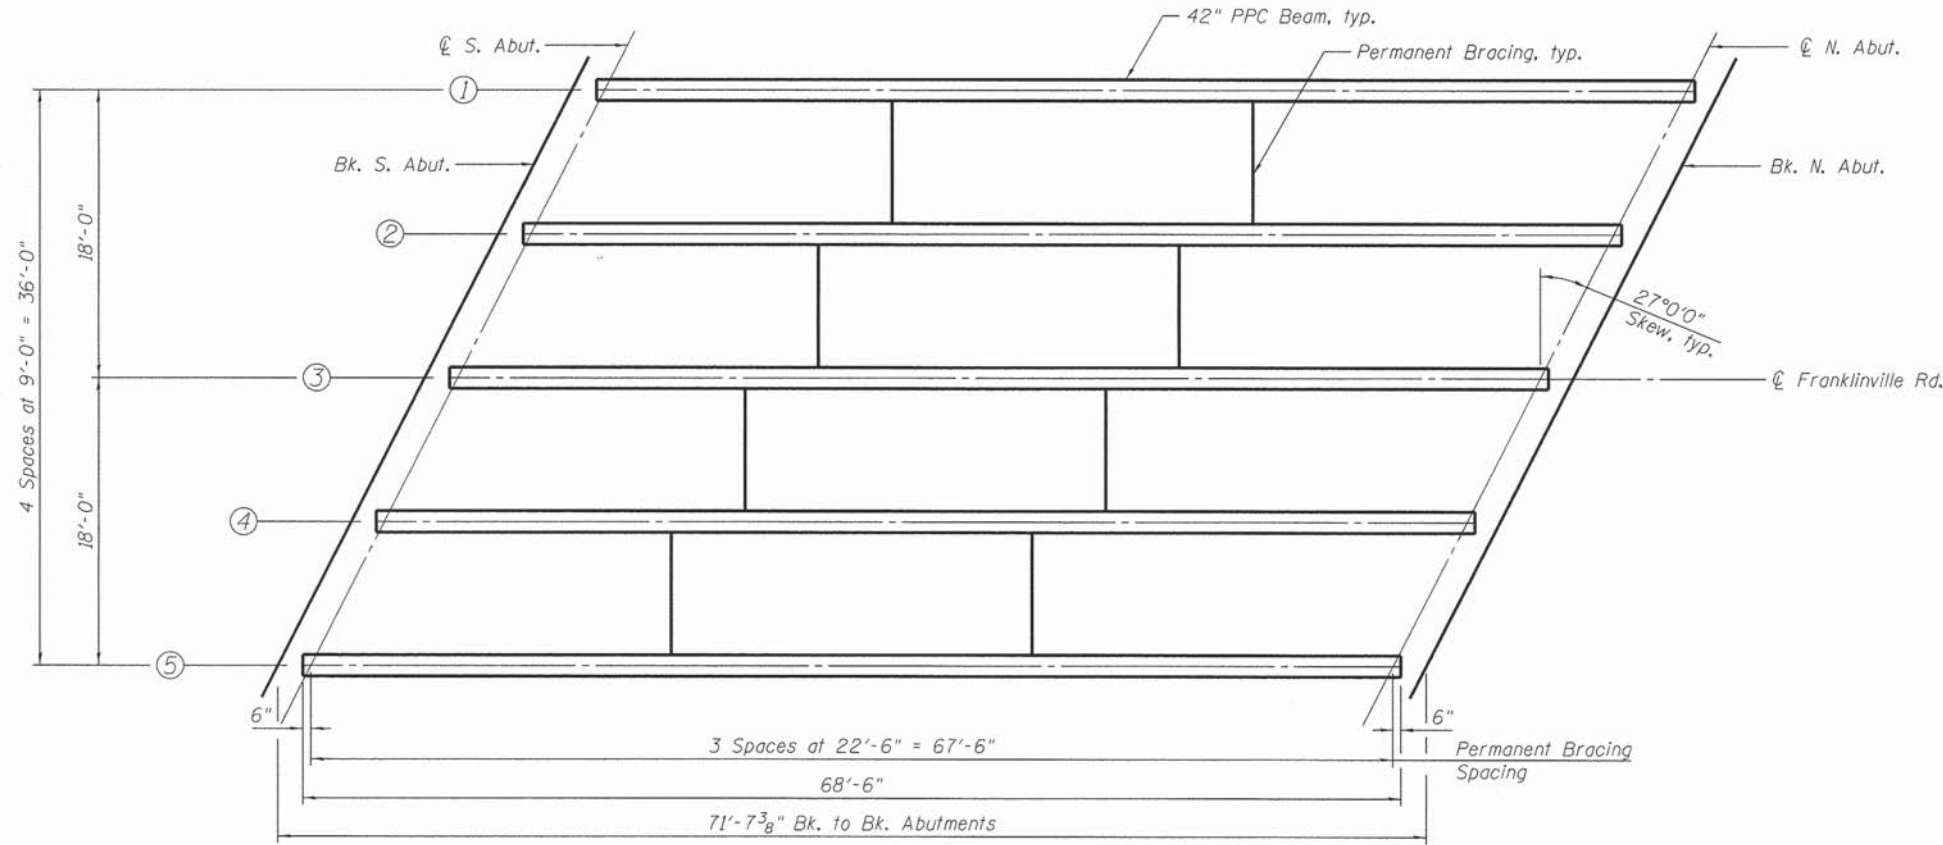 42" PPC Beam, typ.
℄ S. Abut.
℄ N. Abut.
Permanent Bracing, typ.
1
Bk. S. Abut.
Bk. N. Abut.
2
18'-0"
4 Spaces at 9'-0" = 36'-0"
27°0'0"
Skew, typ.
3
℄ Franklinville Rd.
18'-0"
4
5
6"
6"
3 Spaces at 22'-6" = 67'-6"
Permanent Bracing
Spacing
68'-6"
71'-7 3/8" Bk. to Bk. Abutments